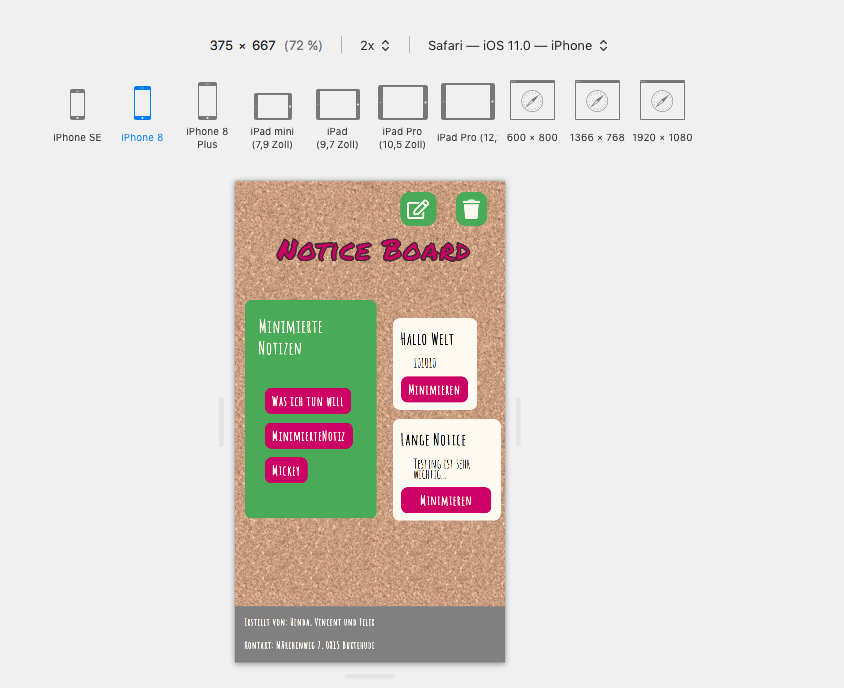 375 × 667 (72 %) 2x Safari — iOS 11.0 — iPhone
iPhone SE
iPhone 8
iPhone 8
Plus
iPad mini
(7,9 Zoll)
iPad
(9,7 Zoll)
iPad Pro
(10,5 Zoll)
iPad Pro (12,
600 × 800
1366 × 768
1920 × 1080
Notice Board
Minimierte
Notizen
Was ich tun will
MinimierteNotiz
Mickey
Hallo Welt
101010
Minimieren
Lange Notice
Testing ist sehr
wichtig...
Minimieren
Erstellt von: Henda, Vincent und Felix
Kontakt: Märchenweg 7, 0815 Buxtehude